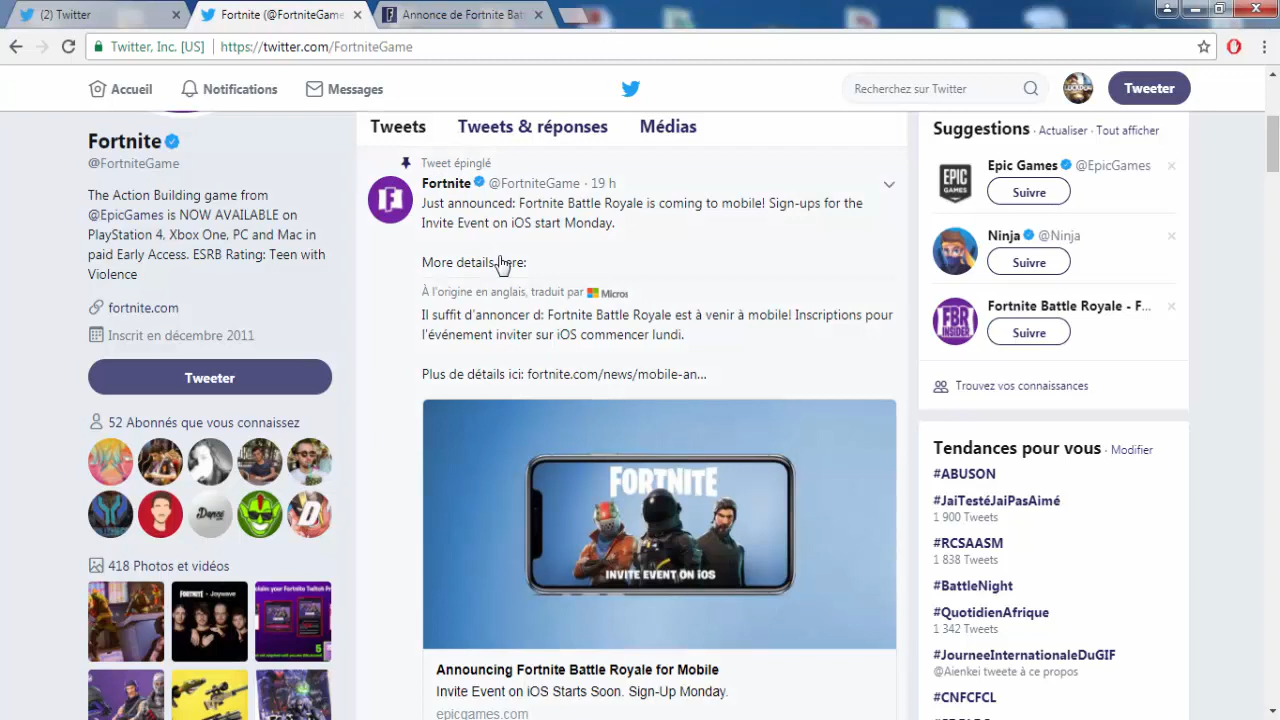 (2) Twitter
Fortnite (@FortniteGame
Annonce de Fortnite Bat
Twitter, Inc. [US]
https://twitter.com/FortniteGame
Accueil
Notifications
Messages
Recherchez sur Twitter
Tweeter
Fortnite
@FortniteGame
The Action Building game from
@EpicGames is NOW AVAILABLE on
PlayStation 4, Xbox One, PC and Mac in
paid Early Access. ESRB Rating: Teen with
Violence
fortnite.com
Inscrit en décembre 2011
Tweeter
52 Abonnés que vous connaissez
418 Photos et vidéos
Tweets
Tweets & réponses
Médias
Tweet épinglé
Fortnite @FortniteGame · 19 h
Just announced: Fortnite Battle Royale is coming to mobile! Sign-ups for the
Invite Event on iOS start Monday.
More details here:
À l'origine en anglais, traduit par Micros
Il suffit d'annoncer d: Fortnite Battle Royale est à venir à mobile! Inscriptions pour
l'événement inviter sur iOS commencer lundi.
Plus de détails ici: fortnite.com/news/mobile-an...
FORTNITE
INVITE EVENT ON iOS
Announcing Fortnite Battle Royale for Mobile
Invite Event on iOS Starts Soon. Sign-Up Monday.
epicgames.com
Suggestions · Actualiser · Tout afficher
EPIC GAMES
Epic Games @EpicGames
Suivre
Ninja @Ninja
Suivre
FBR INSIDER
Fortnite Battle Royale - F...
Suivre
Trouvez vos connaissances
Tendances pour vous · Modifier
#ABUSON
#JaiTestéJaiPasAimé
1 900 Tweets
#RCSAASM
1 838 Tweets
#BattleNight
#QuotidienAfrique
1 342 Tweets
#JourneeInternationaleDuGIF
@Aienkei tweete à ce propos
#CNFCFCL